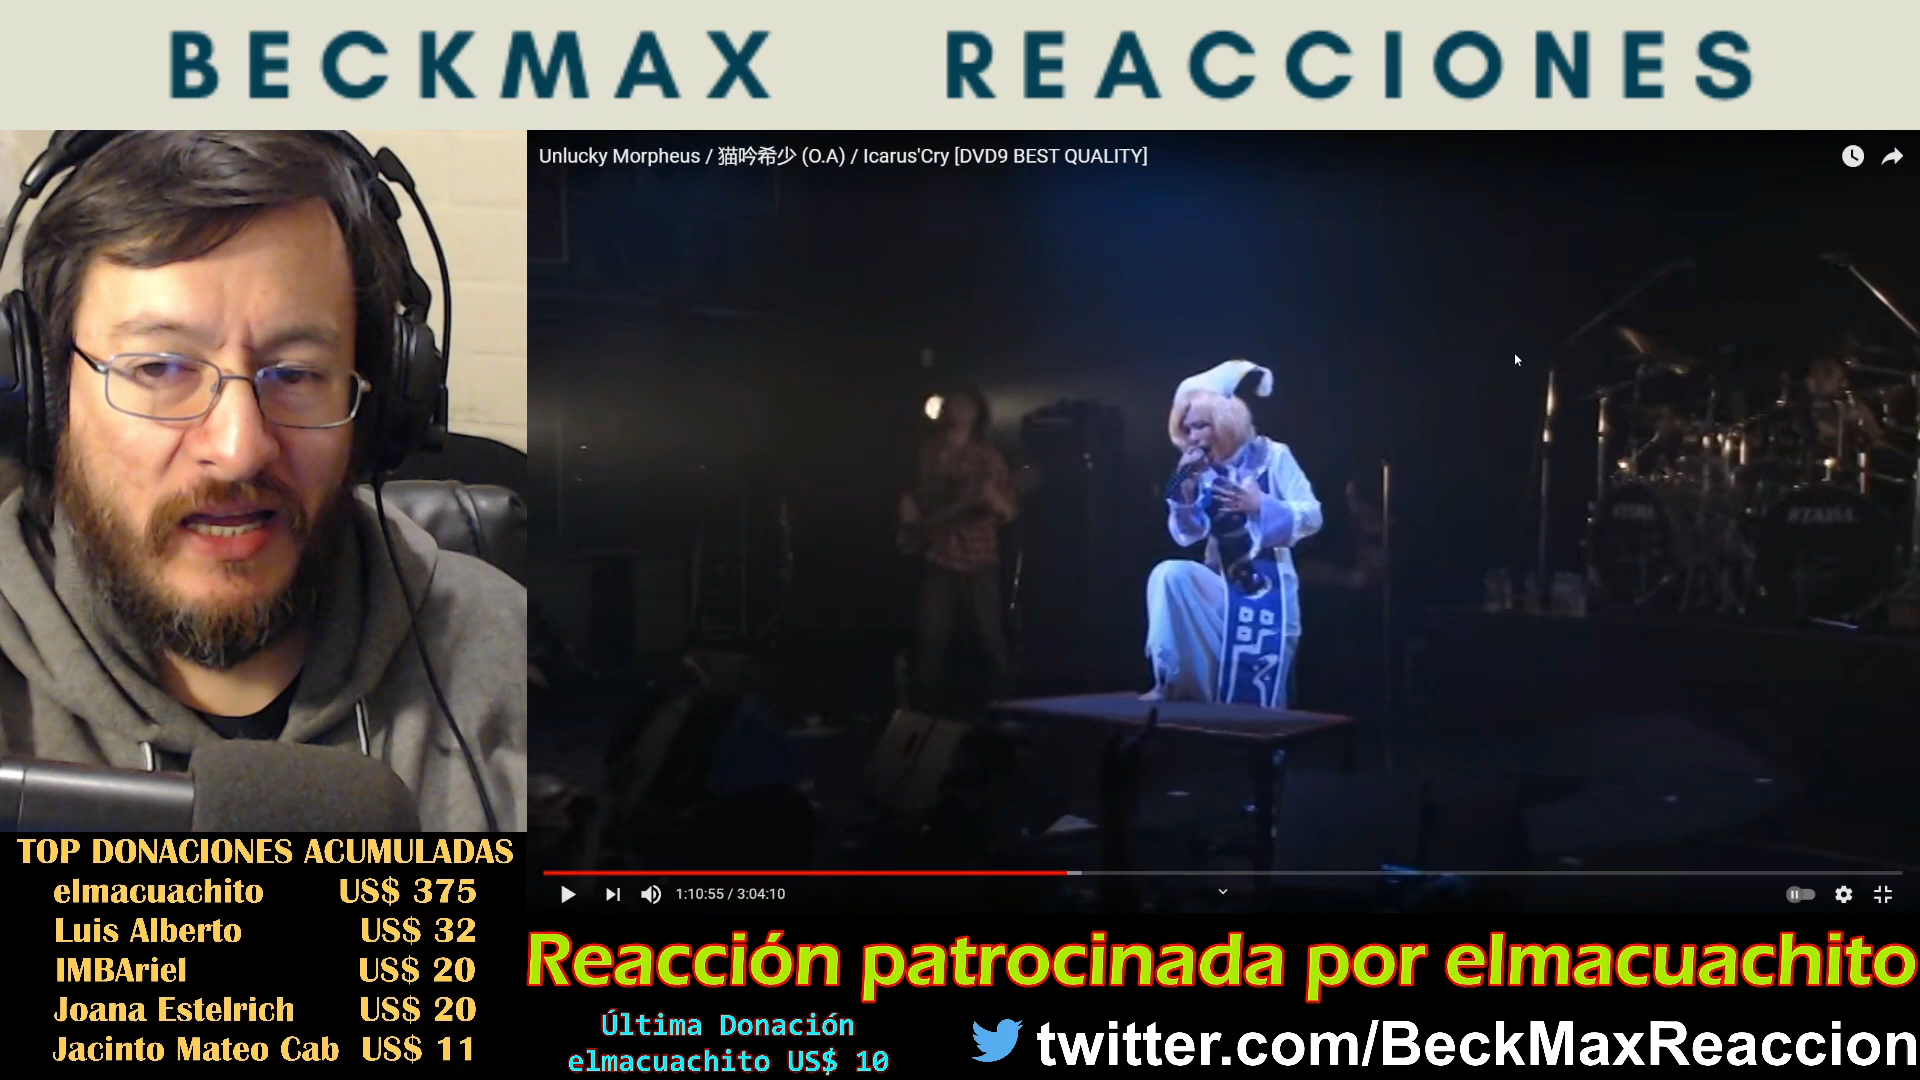 BECKMAX REACCIONES
Unlucky Morpheus / 猫吟希少 (O.A) / Icarus'Cry [DVD9 BEST QUALITY]
TAMA
1:10:55 / 3:04:10
TOP DONACIONES ACUMULADAS
elmacuachito US$ 375
Luis Alberto US$ 32
IMBAriel US$ 20
Joana Estelrich US$ 20
Jacinto Mateo Cab US$ 11
Reacción patrocinada por elmacuachito
Última Donación
elmacuachito US$ 10
twitter.com/BeckMaxReaccion